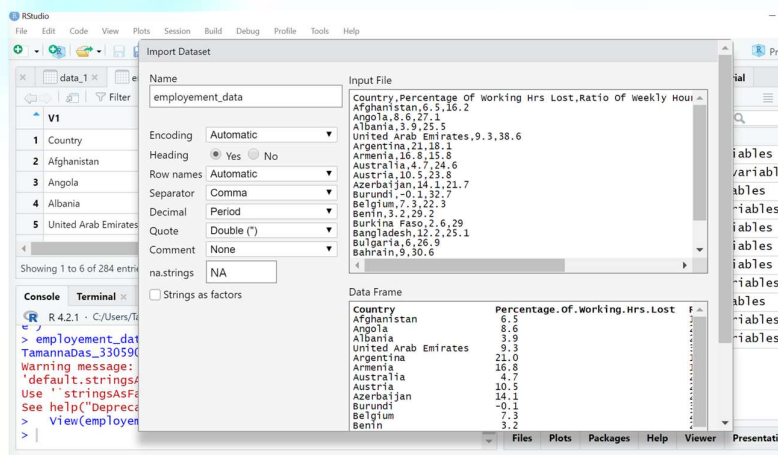 RStudio
File Edit Code View Plots Session Build Debug Profile Tools Help
data_1
Filter
V1
1 Country
2 Afghanistan
3 Angola
4 Albania
5 United Arab Emirates
Showing 1 to 6 of 284
Console Terminal
R 4.2.1 · C:/Users/
> employement_dat
TamannaDas_33059
Warning message:
'default.stringsA
Use '`stringsAsFa
See help("Depreca
> View(employem
>
Import Dataset
Name
employement_data
Encoding Automatic
Heading Yes No
Row names Automatic
Separator Comma
Decimal Period
Quote Double (")
Comment None
na.strings NA
Strings as factors
Input File
Country,Percentage Of Working Hrs Lost,Ratio Of Weekly Hour
Afghanistan,6.5,16.2
Angola,8.6,27.1
Albania,3.9,25.5
United Arab Emirates,9.3,38.6
Argentina,21,18.1
Armenia,16.8,15.8
Australia,4.7,24.6
Austria,10.5,23.8
Azerbaijan,14.1,21.7
Burundi,-0.1,32.7
Belgium,7.3,22.3
Benin,3.2,29.2
Burkina Faso,2.6,29
Bangladesh,12.2,25.1
Bulgaria,6,26.9
Bahrain,9,30.6
Data Frame
Country Percentage.Of.Working.Hrs.Lost
Afghanistan 6.5
Angola 8.6
Albania 3.9
United Arab Emirates 9.3
Argentina 21.0
Armenia 16.8
Australia 4.7
Austria 10.5
Azerbaijan 14.1
Burundi -0.1
Belgium 7.3
Benin 3.2
Pr
ial
iables
variabl
ables
riables
iables
iables
riables
ables
riables
riables
Files Plots Packages Help Viewer Presentati